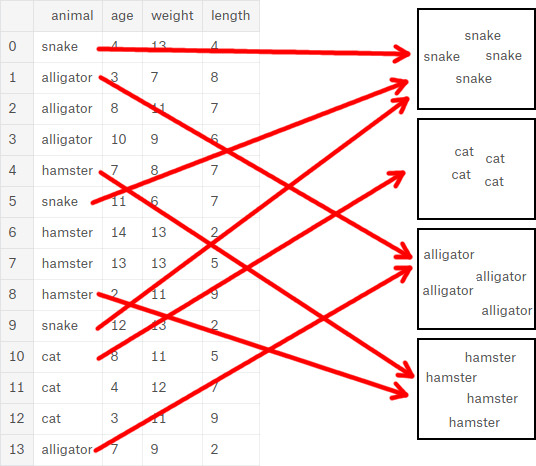 animal age weight length
0 snake 4 13 4
1 alligator 3 7 8
2 alligator 8 11 7
3 alligator 10 9 6
4 hamster 7 8 7
5 snake 11 6 7
6 hamster 14 13 2
7 hamster 13 13 5
8 hamster 2 11 9
9 snake 12 13 2
10 cat 8 11 5
11 cat 4 12 7
12 cat 3 11 9
13 alligator 7 9 2
snake
snake snake
snake
cat cat
cat cat
alligator
alligator
alligator
alligator
hamster
hamster
hamster
hamster